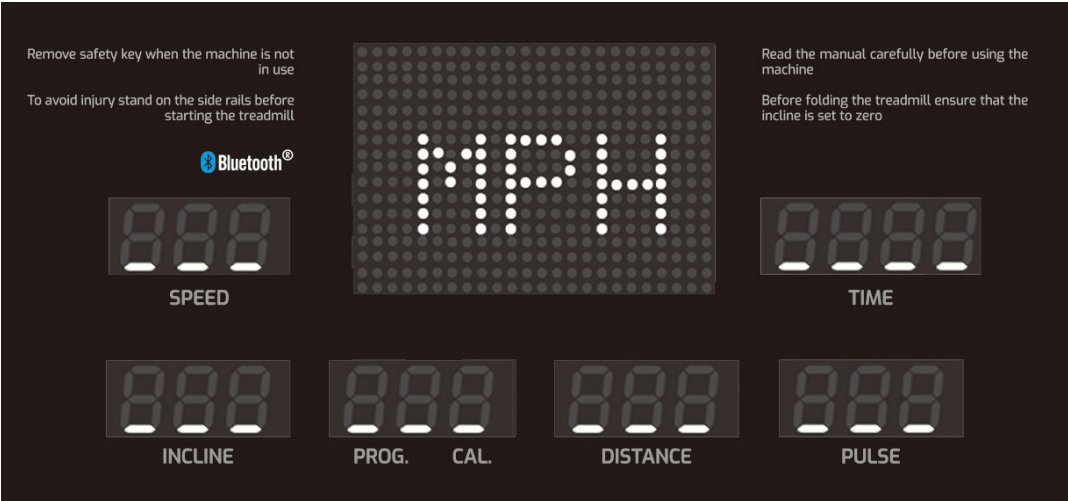 Remove safety key when the machine is not
in use
To avoid injury stand on the side rails before
starting the treadmill
Bluetooth®
Read the manual carefully before using the
machine
Before folding the treadmill ensure that the
incline is set to zero
MPH
_ _ _
SPEED
_ _ _ _
TIME
_ _ _
INCLINE
_ _ _
PROG. CAL.
_ _ _
DISTANCE
_ _ _
PULSE